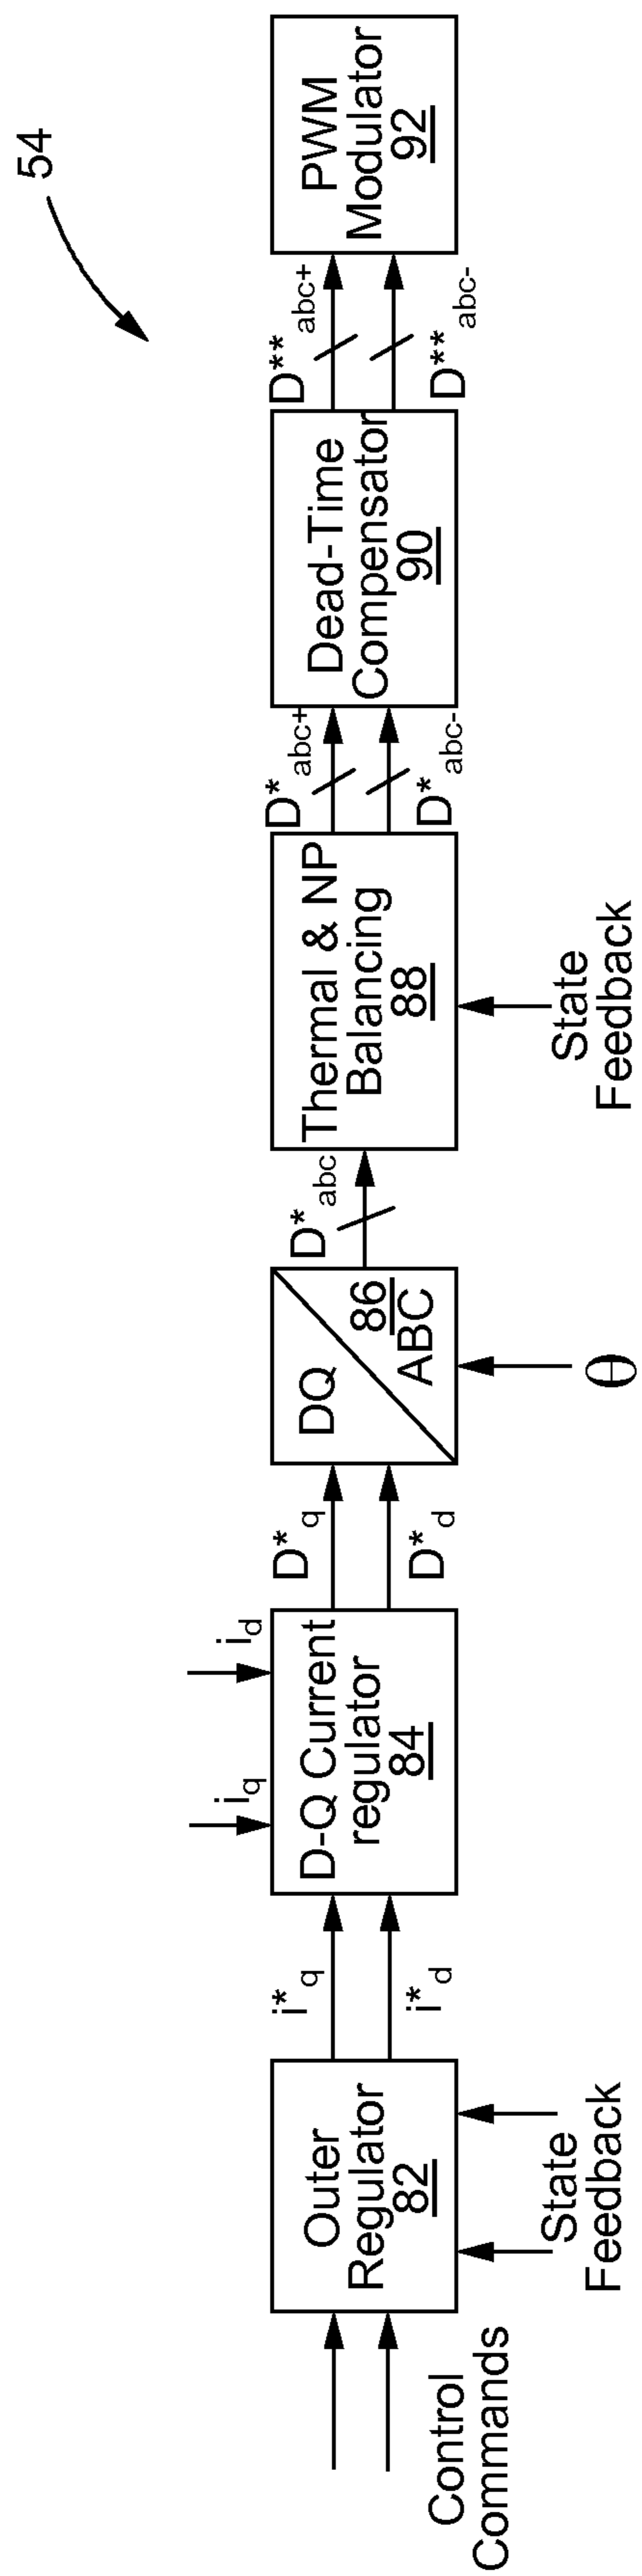 54
Control
Commands
Outer
Regulator
82
State
Feedback
i*q
i*d
iq
id
D-Q Current
regulator
84
D*q
D*d
DQ
86
ABC
θ
D*abc
Thermal & NP
Balancing
88
State
Feedback
D*abc+
D*abc-
Dead-Time
Compensator
90
D**abc+
D**abc-
PWM
Modulator
92